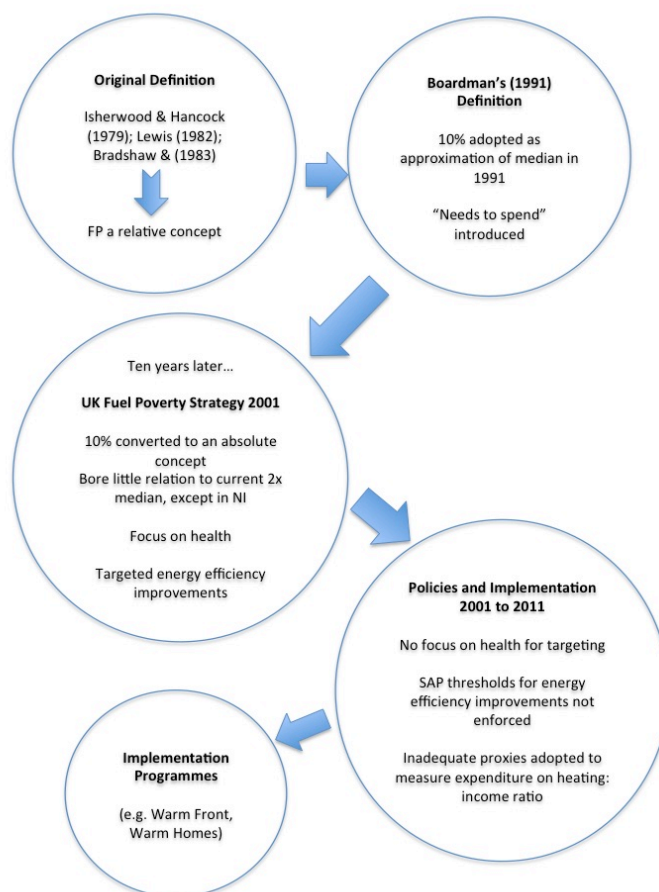 Original Definition
Isherwood & Hancock
(1979); Lewis (1982);
Bradshaw & (1983)
FP a relative concept
Boardman's (1991)
Definition
10% adopted as
approximation of median in
1991
“Needs to spend”
introduced
Ten years later…
UK Fuel Poverty Strategy 2001
10% converted to an absolute
concept
Bore little relation to current 2x
median, except in NI
Focus on health
Targeted energy efficiency
improvements
Policies and Implementation
2001 to 2011
No focus on health for targeting
SAP thresholds for energy
efficiency improvements not
enforced
Inadequate proxies adopted to
measure expenditure on heating:
income ratio
Implementation
Programmes
(e.g. Warm Front,
Warm Homes)